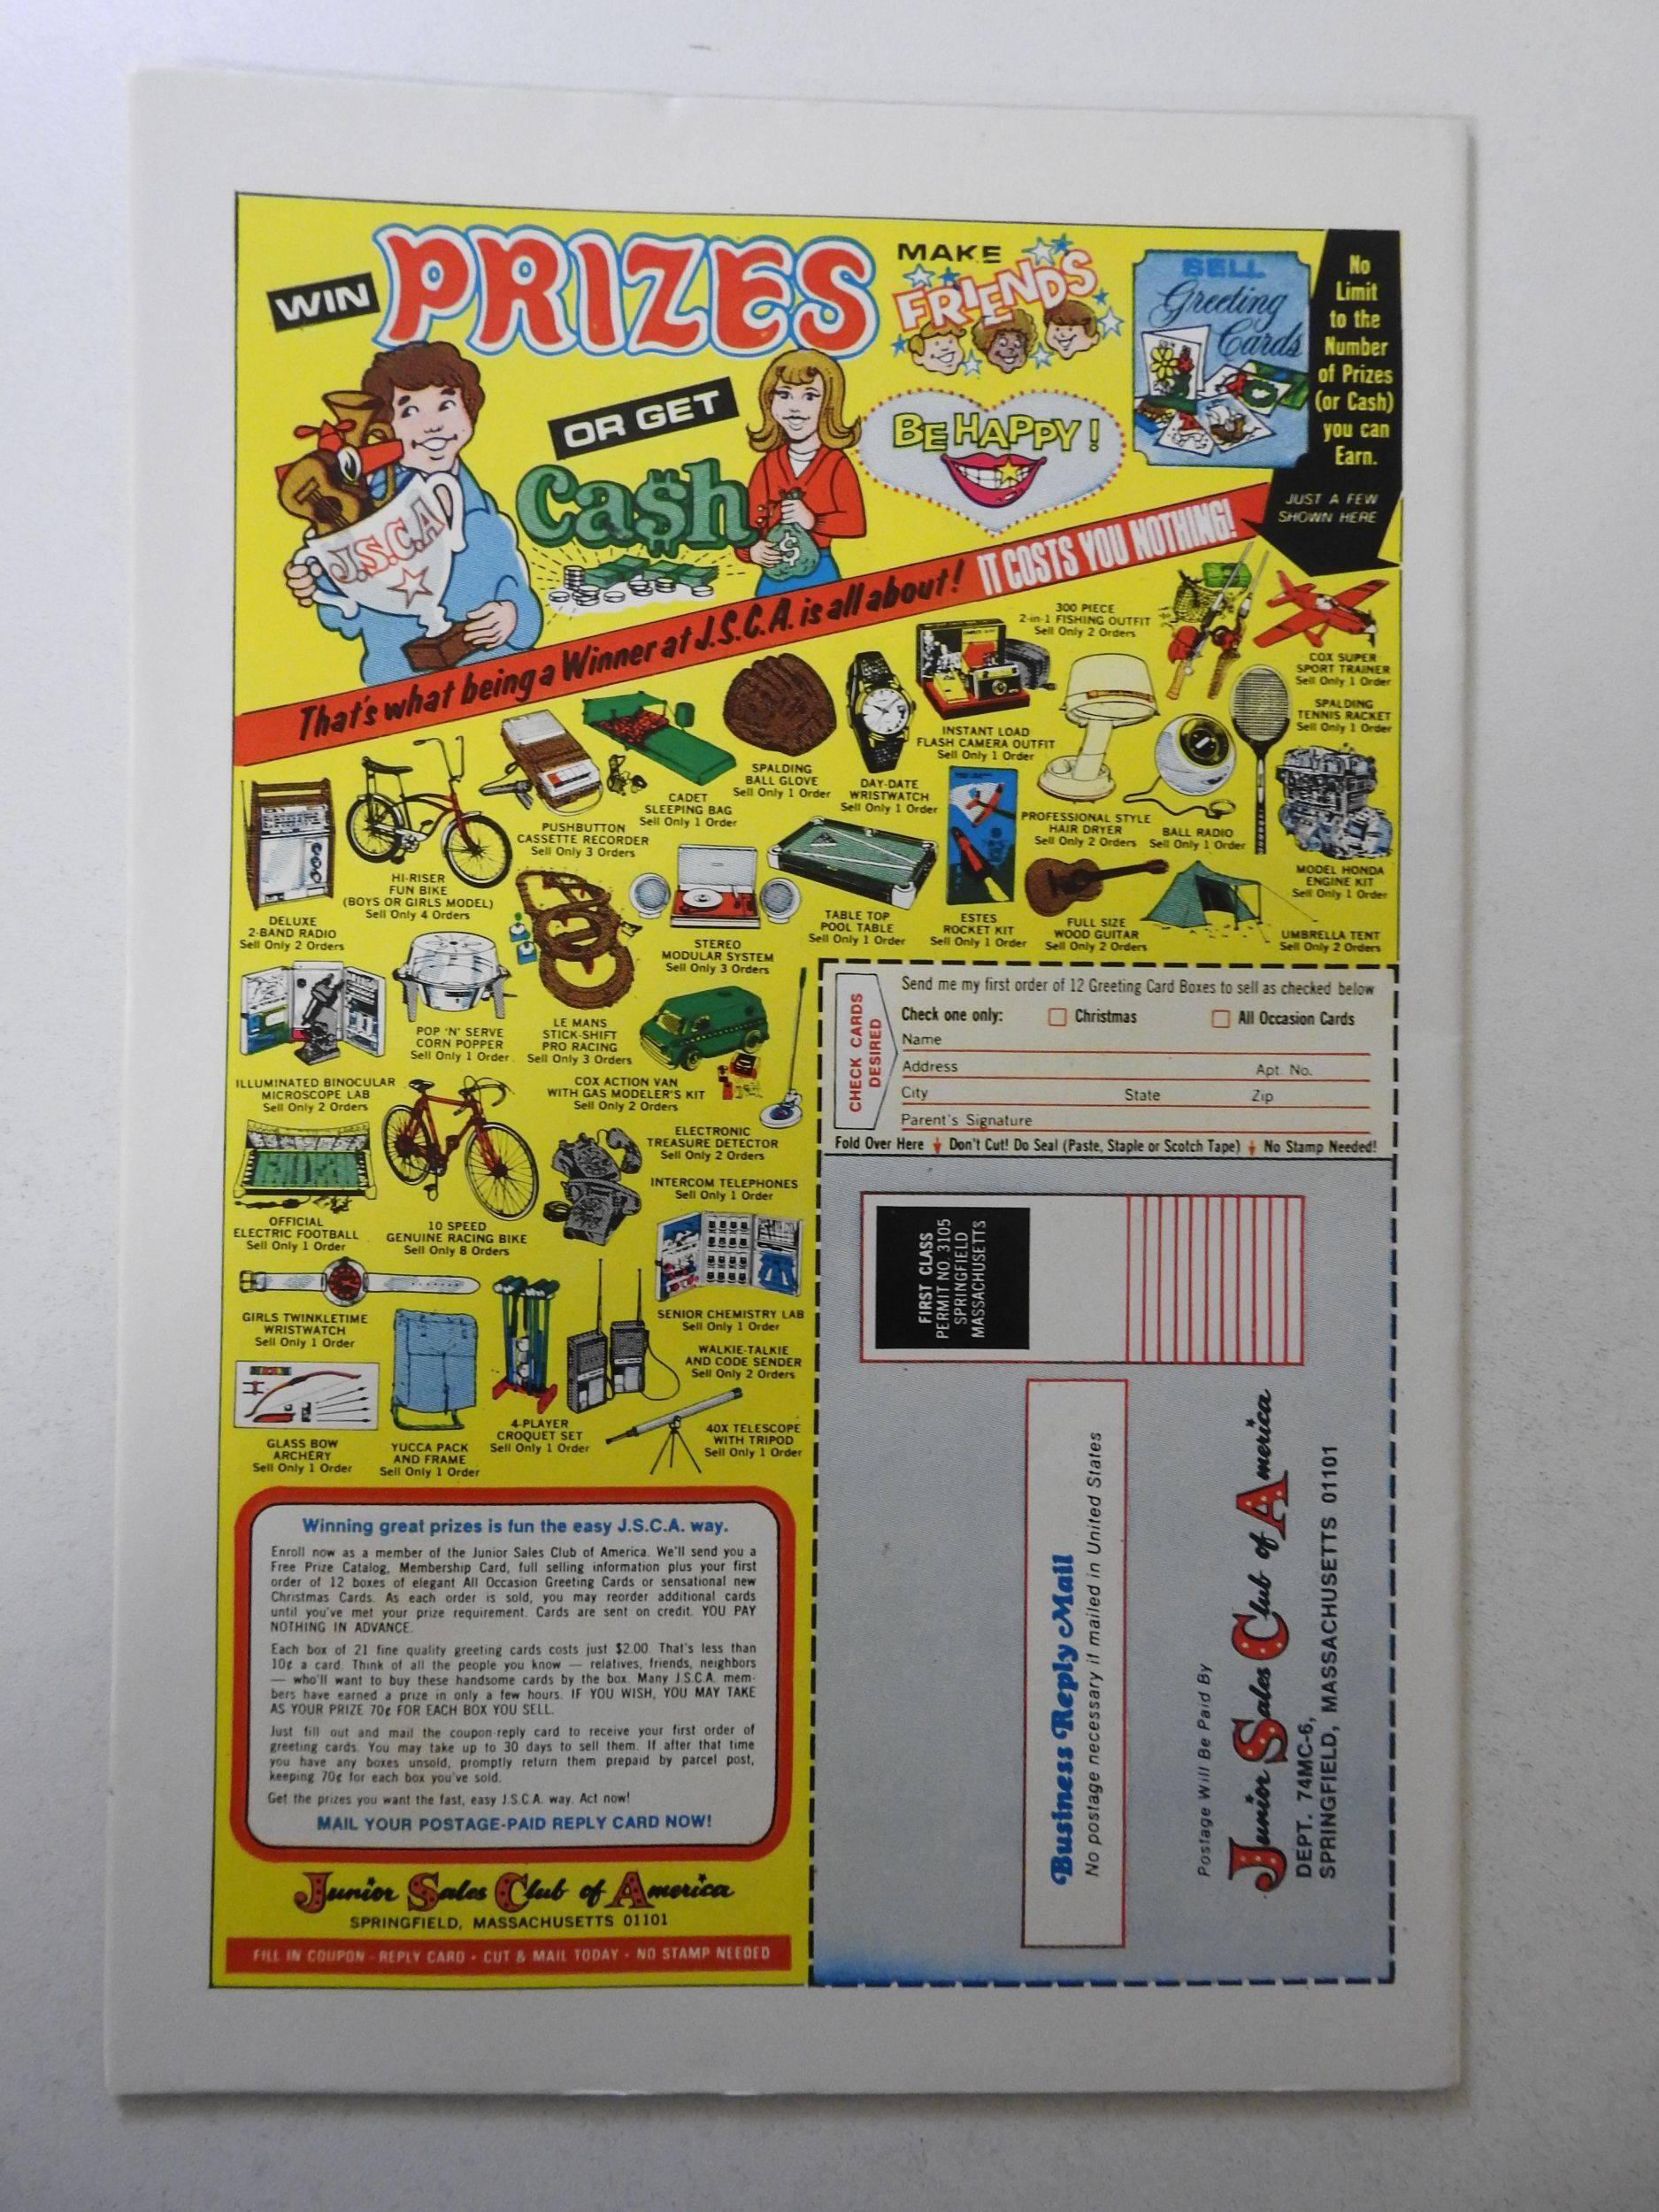 WIN PRIZES
OR GET
Ca$h
MAKE
FRIENDS
BE HAPPY!
SELL
Greeting
Cards
No
Limit
to the
Number
of Prizes
(or Cash)
you can
Earn.
JUST A FEW
SHOWN HERE
J.S.C.A
That's what being a Winner at J.S.C.A. is all about! IT COSTS YOU NOTHING!
300 PIECE
2-in-1 FISHING OUTFIT
Sell Only 2 Orders
COX SUPER
SPORT TRAINER
Sell Only 1 Order
SPALDING
TENNIS RACKET
Sell Only 1 Order
INSTANT LOAD
FLASH CAMERA OUTFIT
Sell Only 1 Order
SPALDING
BALL GLOVE
Sell Only 1 Order
DAY-DATE
WRISTWATCH
Sell Only 1 Order
CADET
SLEEPING BAG
Sell Only 1 Order
PUSHBUTTON
CASSETTE RECORDER
Sell Only 3 Orders
PROFESSIONAL STYLE
HAIR DRYER
Sell Only 2 Orders
BALL RADIO
Sell Only 1 Order
MODEL HONDA
ENGINE KIT
Sell Only 1 Order
HI-RISER
FUN BIKE
(BOYS OR GIRLS MODEL)
Sell Only 4 Orders
DELUXE
2-BAND RADIO
Sell Only 2 Orders
STEREO
MODULAR SYSTEM
Sell Only 3 Orders
TABLE TOP
POOL TABLE
Sell Only 1 Order
ESTES
ROCKET KIT
Sell Only 1 Order
FULL SIZE
WOOD GUITAR
Sell Only 2 Orders
UMBRELLA TENT
Sell Only 2 Orders
POP 'N' SERVE
CORN POPPER
Sell Only 1 Order
LE MANS
STICK-SHIFT
PRO RACING
Sell Only 3 Orders
ILLUMINATED BINOCULAR
MICROSCOPE LAB
Sell Only 2 Orders
COX ACTION VAN
WITH GAS MODELER'S KIT
Sell Only 2 Orders
ELECTRONIC
TREASURE DETECTOR
Sell Only 2 Orders
INTERCOM TELEPHONES
Sell Only 1 Order
OFFICIAL
ELECTRIC FOOTBALL
Sell Only 1 Order
10 SPEED
GENUINE RACING BIKE
Sell Only 8 Orders
GIRLS TWINKLETIME
WRISTWATCH
Sell Only 1 Order
SENIOR CHEMISTRY LAB
Sell Only 1 Order
WALKIE-TALKIE
AND CODE SENDER
Sell Only 2 Orders
GLASS BOW
ARCHERY
Sell Only 1 Order
YUCCA PACK
AND FRAME
Sell Only 1 Order
4-PLAYER
CROQUET SET
Sell Only 1 Order
40X TELESCOPE
WITH TRIPOD
Sell Only 1 Order
Winning great prizes is fun the easy J.S.C.A. way.
Enroll now as a member of the Junior Sales Club of America. We'll send you a
Free Prize Catalog, Membership Card, full selling information plus your first
order of 12 boxes of elegant All Occasion Greeting Cards or sensational new
Christmas Cards. As each order is sold, you may reorder additional cards
until you've met your prize requirement. Cards are sent on credit. YOU PAY
NOTHING IN ADVANCE.
Each box of 21 fine quality greeting cards costs just $2.00. That's less than
10¢ a card. Think of all the people you know — relatives, friends, neighbors
— who'll want to buy these handsome cards by the box. Many J.S.C.A. mem-
bers have earned a prize in only a few hours. IF YOU WISH, YOU MAY TAKE
AS YOUR PRIZE 70¢ FOR EACH BOX YOU SELL.
Just fill out and mail the coupon-reply card to receive your first order of
greeting cards. You may take up to 30 days to sell them. If after that time
you have any boxes unsold, promptly return them prepaid by parcel post,
keeping 70¢ for each box you've sold.
Get the prizes you want the fast, easy J.S.C.A. way. Act now!
MAIL YOUR POSTAGE-PAID REPLY CARD NOW!
Junior Sales Club of America
SPRINGFIELD, MASSACHUSETTS 01101
FILL IN COUPON - REPLY CARD • CUT & MAIL TODAY • NO STAMP NEEDED
CHECK CARDS
DESIRED
Send me my first order of 12 Greeting Card Boxes to sell as checked below
Check one only: Christmas All Occasion Cards
Name
Address Apt. No.
City State Zip
Parent's Signature
Fold Over Here Don't Cut! Do Seal (Paste, Staple or Scotch Tape) No Stamp Needed!
FIRST CLASS
PERMIT NO. 3105
SPRINGFIELD
MASSACHUSETTS
Business Reply Mail
No postage necessary if mailed in United States
Postage Will Be Paid By
Junior Sales Club of America
DEPT. 74MC-6,
SPRINGFIELD, MASSACHUSETTS 01101